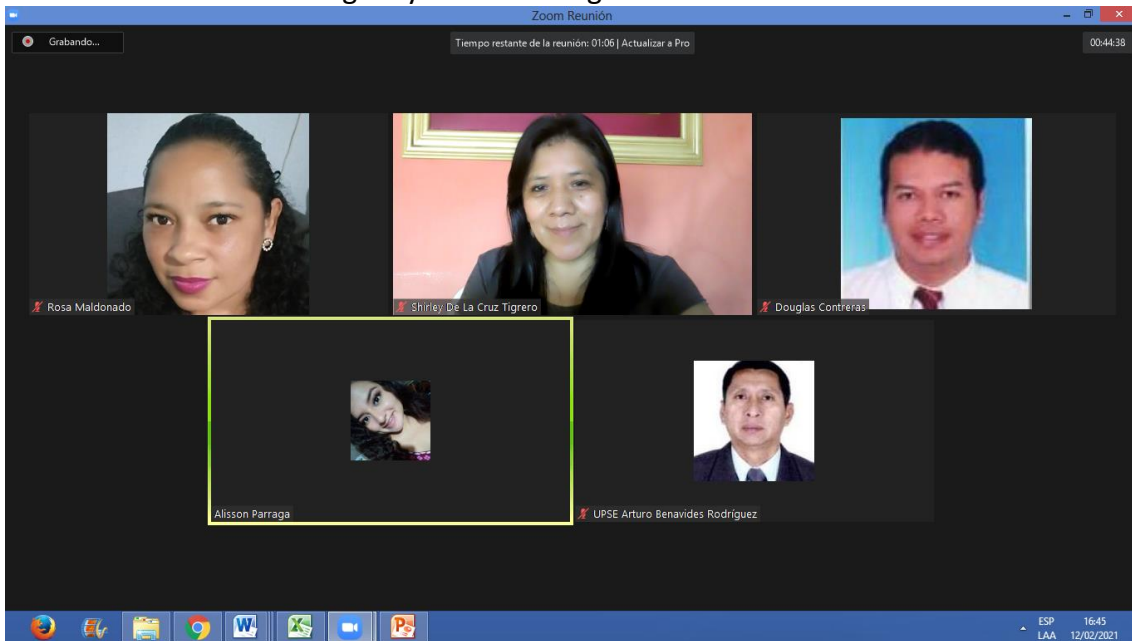 Zoom Reunión
Grabando...
Tiempo restante de la reunión: 01:06 | Actualizar a Pro
00:44:38
Rosa Maldonado
Shirley De La Cruz Tigrero
Douglas Contreras
Alisson Parraga
UPSE Arturo Benavides Rodríguez
ESP 16:45
LAA 12/02/2021